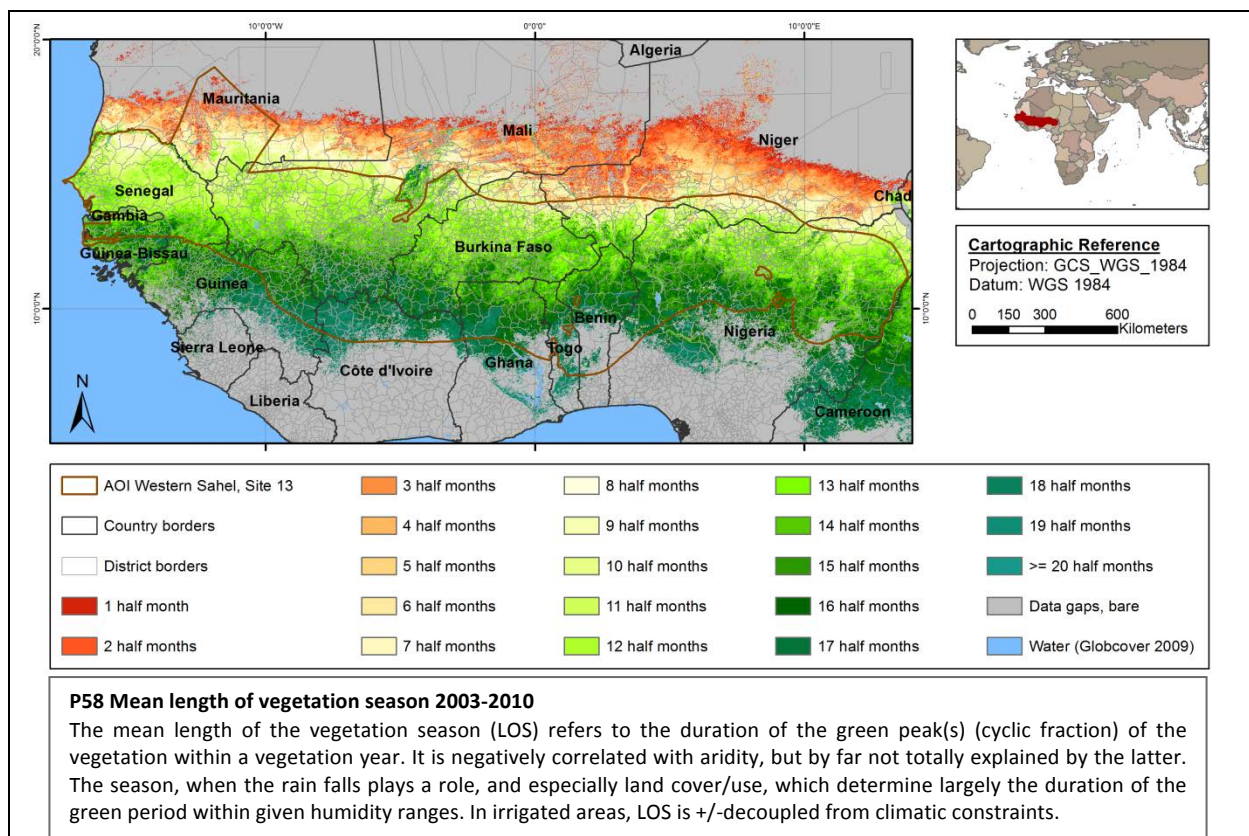 10°0'0"W
0°0'0"
10°0'0"E
20°0'0"N
Algeria
Mauritania
Mali
Niger
Chad
Senegal
Gambia
Burkina Faso
Guinea-Bissau
Guinea
10°0'0"N
10°0'0"N
Benin
Nigeria
Sierra Leone
Togo
Ghana
Côte d'Ivoire
N
Liberia
Cameroon
Cartographic Reference
Projection: GCS_WGS_1984
Datum: WGS 1984
0 150 300 600
Kilometers
10°0'0"W
0°0'0"
10°0'0"E
AOI Western Sahel, Site 13
Country borders
District borders
1 half month
2 half months
3 half months
4 half months
5 half months
6 half months
7 half months
8 half months
9 half months
10 half months
11 half months
12 half months
13 half months
14 half months
15 half months
16 half months
17 half months
18 half months
19 half months
>= 20 half months
Data gaps, bare
Water (Globcover 2009)
P58 Mean length of vegetation season 2003-2010
The mean length of the vegetation season (LOS) refers to the duration of the green peak(s) (cyclic fraction) of the
vegetation within a vegetation year. It is negatively correlated with aridity, but by far not totally explained by the latter.
The season, when the rain falls plays a role, and especially land cover/use, which determine largely the duration of the
green period within given humidity ranges. In irrigated areas, LOS is +/-decoupled from climatic constraints.